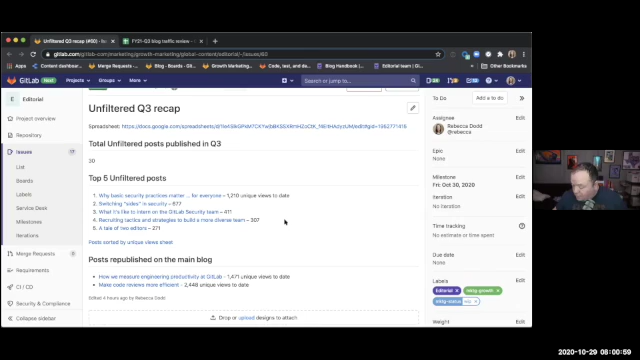 Unfiltered Q3 recap (#60)
FY21-Q3 blog traffic review
gitlab.com/gitlab-com/marketing/growth-marketing/global-content/editorial/-/issues/60
Content dashboard
Merge Requests
Blog - Boards - Gi...
Growth Marketing
Code, test, and de...
Blog Handbook | G...
Editorial team | G...
Other Bookmarks
GitLab
Next
Projects
Groups
More
Search or jump to...
E Editorial
Project overview
Repository
Issues
List
Boards
Labels
Service Desk
Milestones
Iterations
Merge Requests
Requirements
CI / CD
Security & Compliance
Collapse sidebar
Unfiltered Q3 recap
Spreadsheet:
Total Unfiltered posts published in Q3
30
Top 5 Unfiltered posts
1. Why basic security practices matter ... for everyone - 1,210 unique views to date
2. Switching "sides" in security - 677
3. What it's like to intern on the GitLab Security team - 411
4. Recruiting tactics and strategies to build a more diverse team - 307
5. A tale of two editors - 271
Posts sorted by unique views sheet
Posts republished on the main blog
How we measure engineering productivity at GitLab - 1,471 unique views to date
Make code reviews more efficient - 2,448 unique views to date
Edited 4 hours ago by Rebecca Dodd
Drop or upload designs to attach
To Do
Add a to do
Assignee
Edit
Rebecca Dodd
@rebecca
Epic
Edit
None
Milestone
Edit
Fri, Oct 30, 2020
Iteration
Edit
No iteration
Time tracking
No estimate or time spent
Due date
Edit
None
Labels
Edit
Editorial
mktg-growth
mktg-status
Weight
Edit
2020-10-29 08:00:59